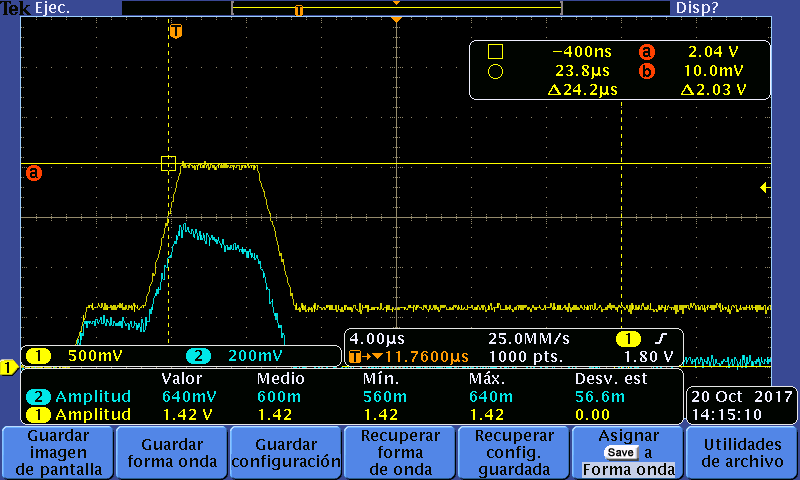 Tek Ejec. Disp?
T
T
−400ns a 2.04 V
23.8µs b 10.0mV
Δ24.2µs Δ2.03 V
a
1
1 500mV 2 200mV
4.00µs 25.0MM/s 1
T→▾11.7600µs 1000 pts. 1.80 V
Valor Medio Mín. Máx. Desv. est
2 Amplitud 640mV 600m 560m 640m 56.6m
1 Amplitud 1.42 V 1.42 1.42 1.42 0.00
20 Oct 2017
14:15:10
Guardar
imagen
de pantalla
Guardar
forma onda
Guardar
configuración
Recuperar
forma
de onda
Recuperar
config.
guardada
Asignar
Save a
Forma onda
Utilidades
de archivo